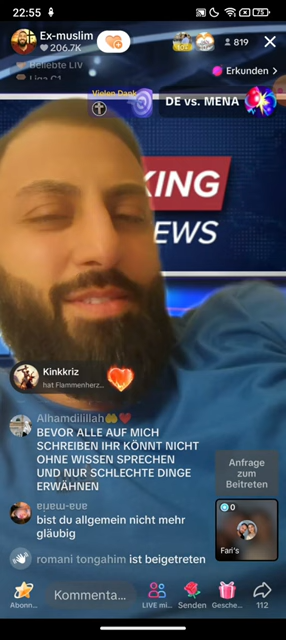 22:55
75
Ex-muslim
206.7K
819
Beliebte LIV
Liga C1
Erkunden >
Vielen Dank
DE vs. MENA
KING
EWS
Kinkkriz
hat Flammenherz...
Alhamdilillah🤲❤️
BEVOR ALLE AUF MICH
SCHREIBEN IHR KÖNNT NICHT
OHNE WISSEN SPRECHEN
UND NUR SCHLECHTE DINGE
ERWÄHNEN
Anfrage
zum
Beitreten
bist du allgemein nicht mehr
gläubig
0
Fari's
romani tongahim ist beigetreten
Abonn...
Kommenta...
LIVE mi...
Senden
Gesche...
112